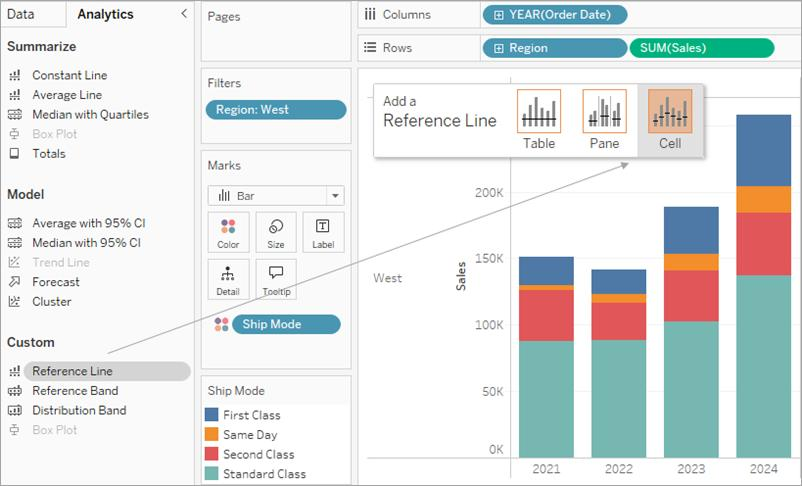 Data
Analytics
Summarize
Constant Line
Average Line
Median with Quartiles
Box Plot
Totals
Model
Average with 95% CI
Median with 95% CI
Trend Line
Forecast
Cluster
Custom
Reference Line
Reference Band
Distribution Band
Box Plot
Pages
Filters
Region: West
Marks
Bar
Color
Size
Label
Detail
Tooltip
Ship Mode
Ship Mode
First Class
Same Day
Second Class
Standard Class
Columns
YEAR(Order Date)
Rows
Region
SUM(Sales)
Add a
Reference Line
Table
Pane
Cell
West
Sales
200K
150K
100K
50K
0K
2021
2022
2023
2024